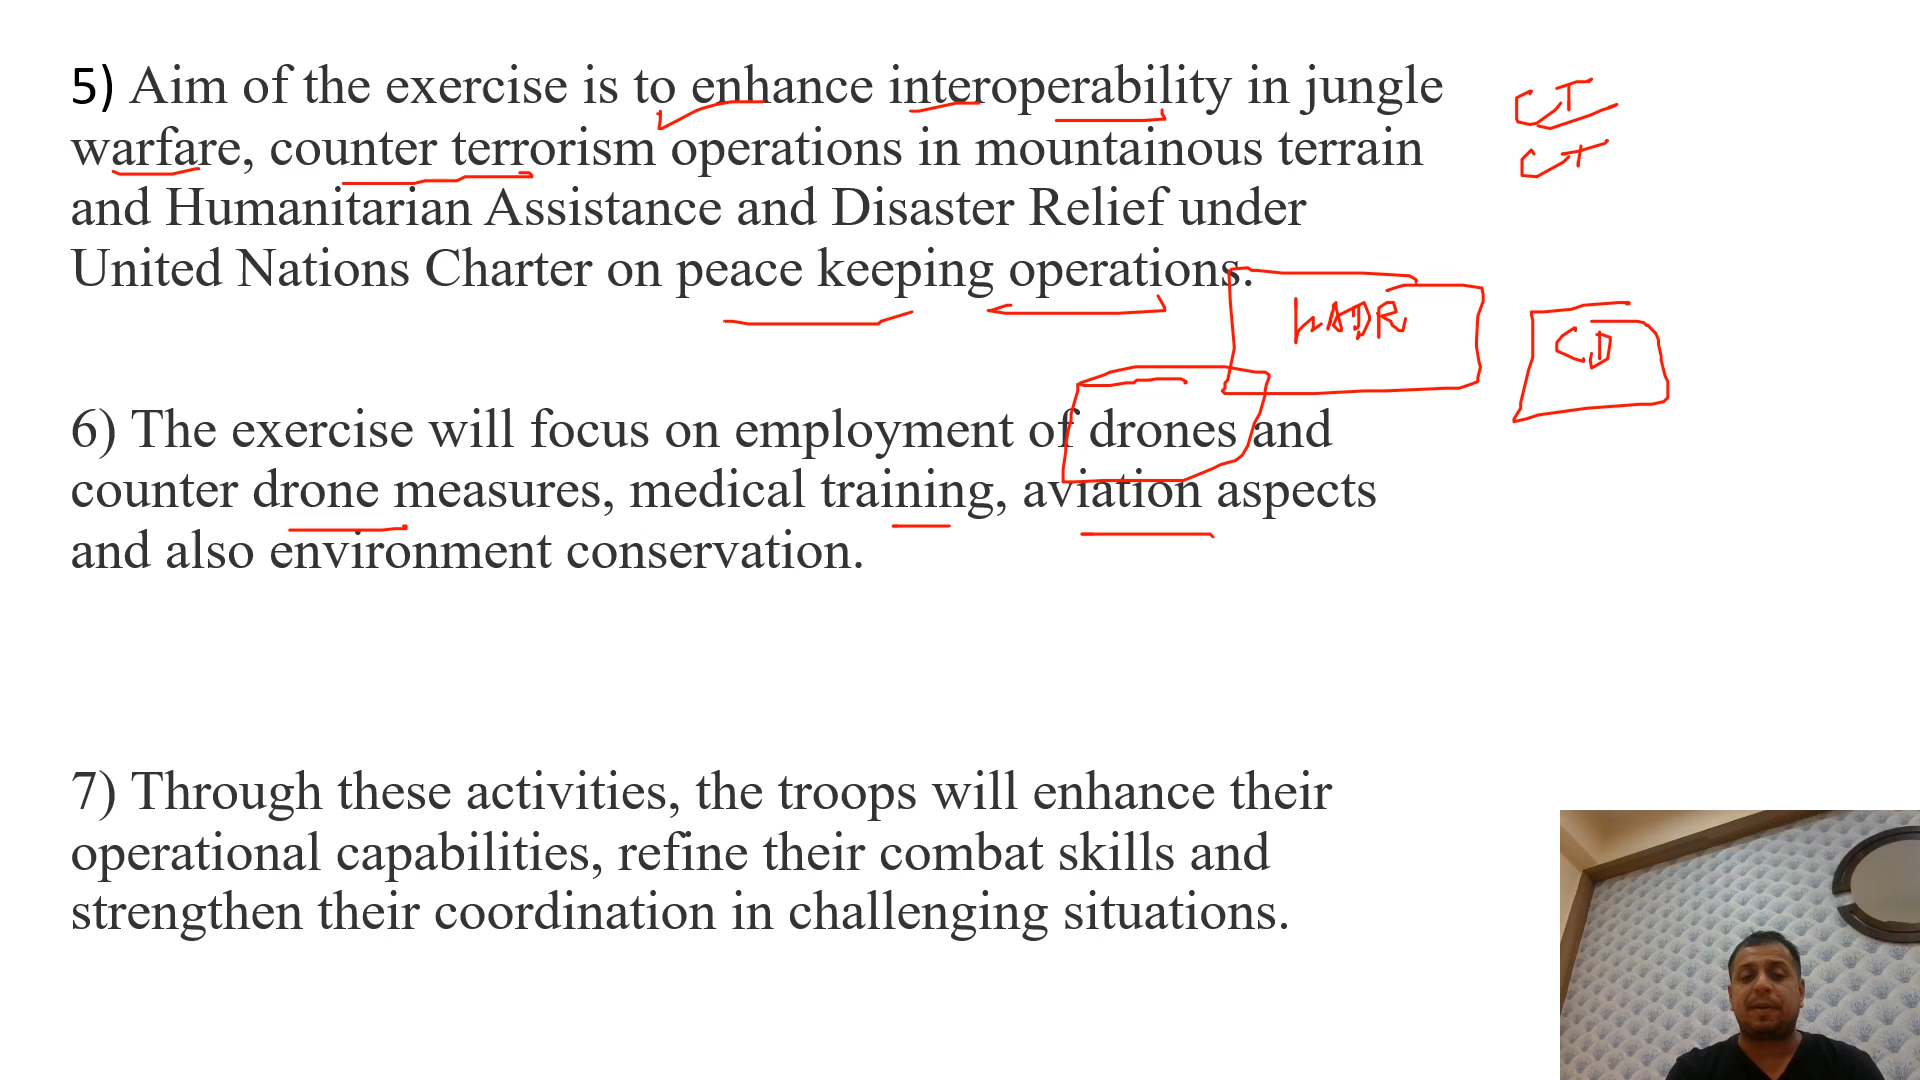 5) Aim of the exercise is to enhance interoperability in jungle
warfare, counter terrorism operations in mountainous terrain
and Humanitarian Assistance and Disaster Relief under
United Nations Charter on peace keeping operations.
CT
CT
HADR
CD
6) The exercise will focus on employment of drones and
counter drone measures, medical training, aviation aspects
and also environment conservation.
7) Through these activities, the troops will enhance their
operational capabilities, refine their combat skills and
strengthen their coordination in challenging situations.